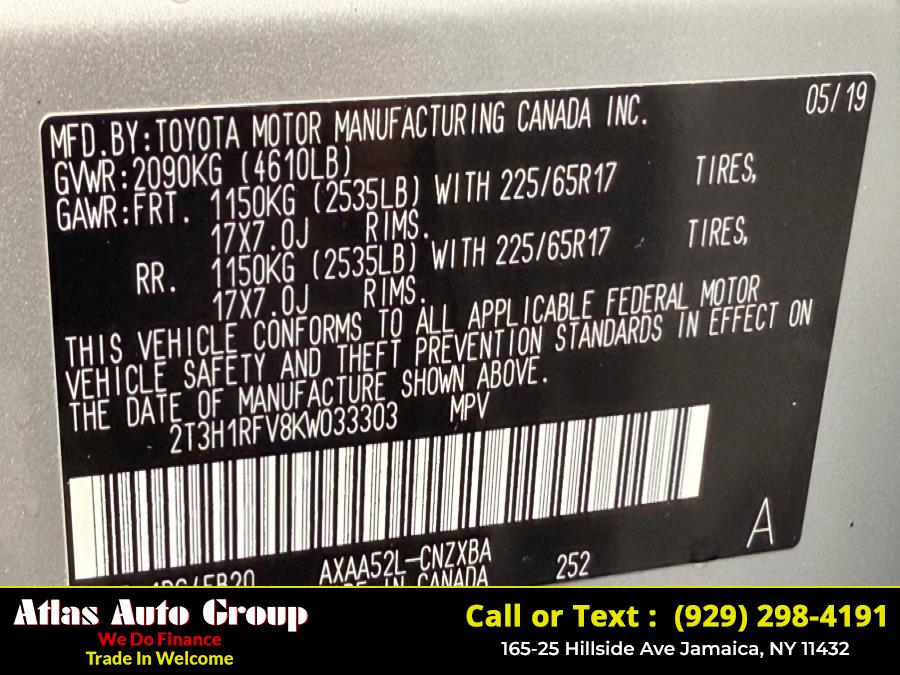 05/19
MFD.BY:TOYOTA MOTOR MANUFACTURING CANADA INC.
GVWR:2090KG (4610LB)
GAWR:FRT. 1150KG (2535LB) WITH 225/65R17 TIRES,
17X7.0J RIMS.
RR. 1150KG (2535LB) WITH 225/65R17 TIRES,
17X7.0J RIMS.
THIS VEHICLE CONFORMS TO ALL APPLICABLE FEDERAL MOTOR
VEHICLE SAFETY AND THEFT PREVENTION STANDARDS IN EFFECT ON
THE DATE OF MANUFACTURE SHOWN ABOVE.
2T3H1RFV8KW033303 MPV
A
AXAA52L-CNZXBA 252
IN CANADA
Atlas Auto Group
We Do FInance
Trade In Welcome
Call or Text : (929) 298-4191
165-25 Hillside Ave Jamaica, NY 11432